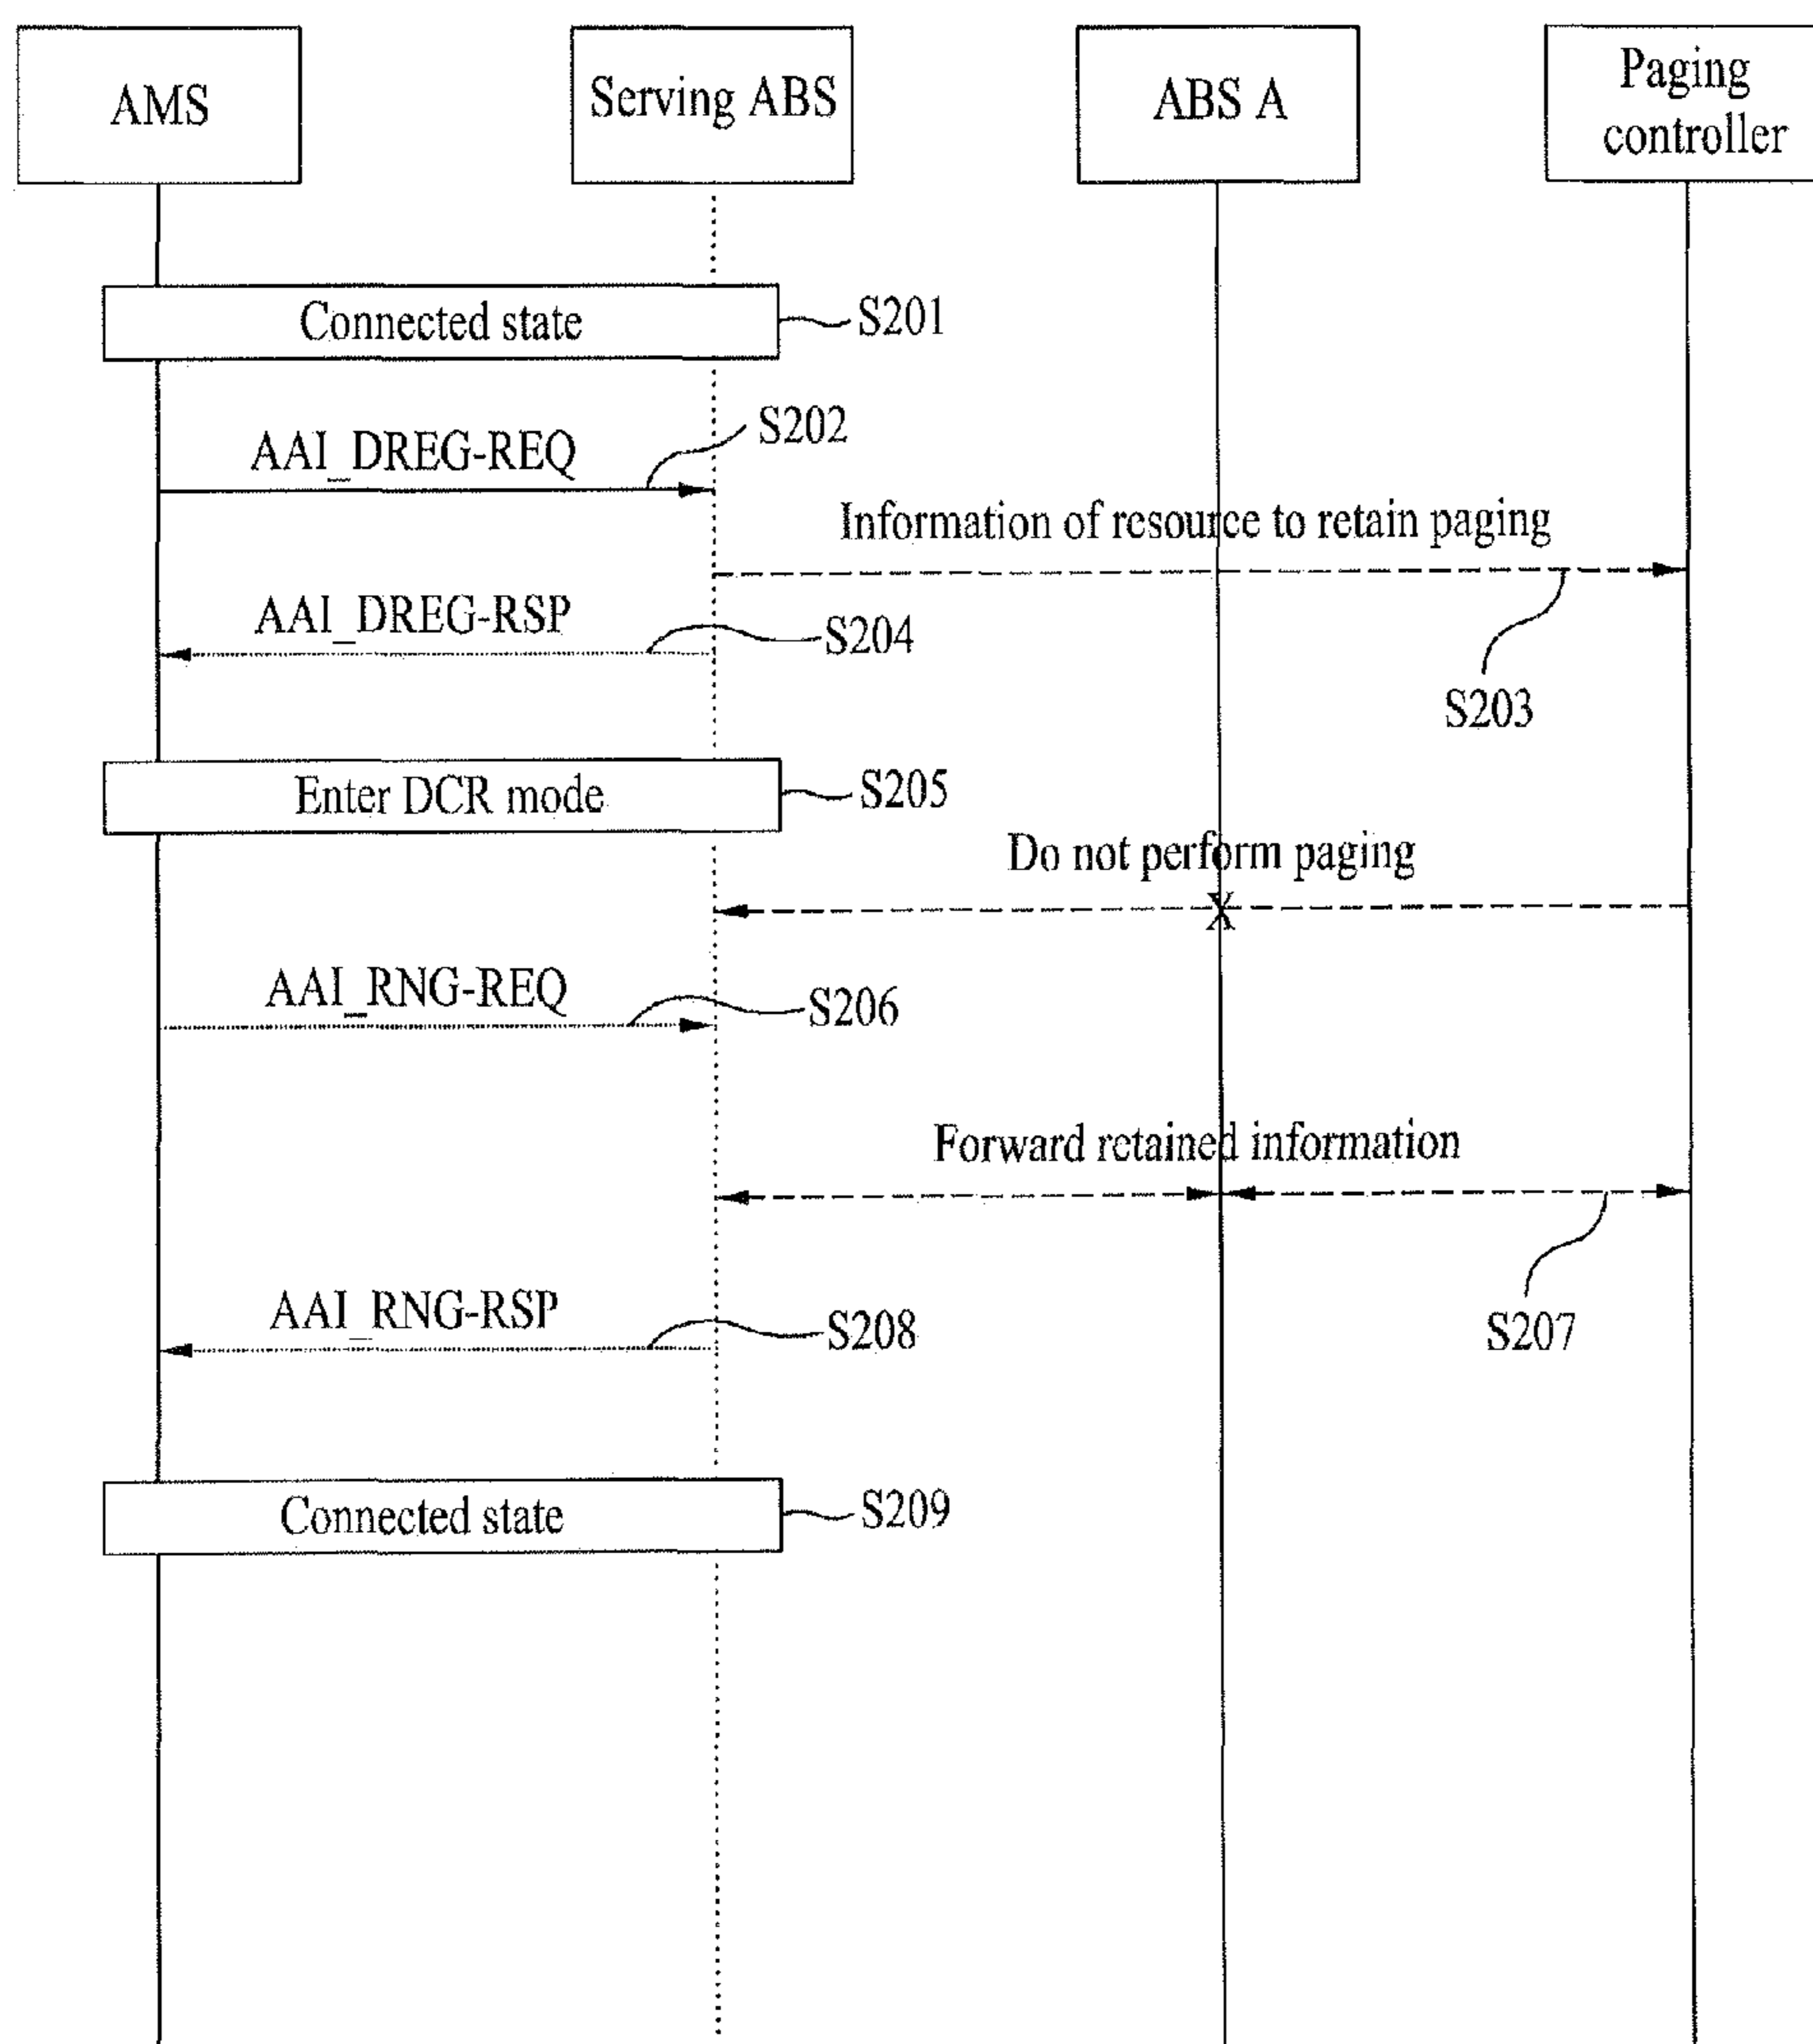 AMS
Serving ABS
ABS A
Paging
controller
Connected state
S201
AAI_DREG-REQ
S202
Information of resource to retain paging
S203
AAI_DREG-RSP
S204
Enter DCR mode
S205
Do not perform paging
X
AAI_RNG-REQ
S206
Forward retained information
S207
AAI_RNG-RSP
S208
Connected state
S209